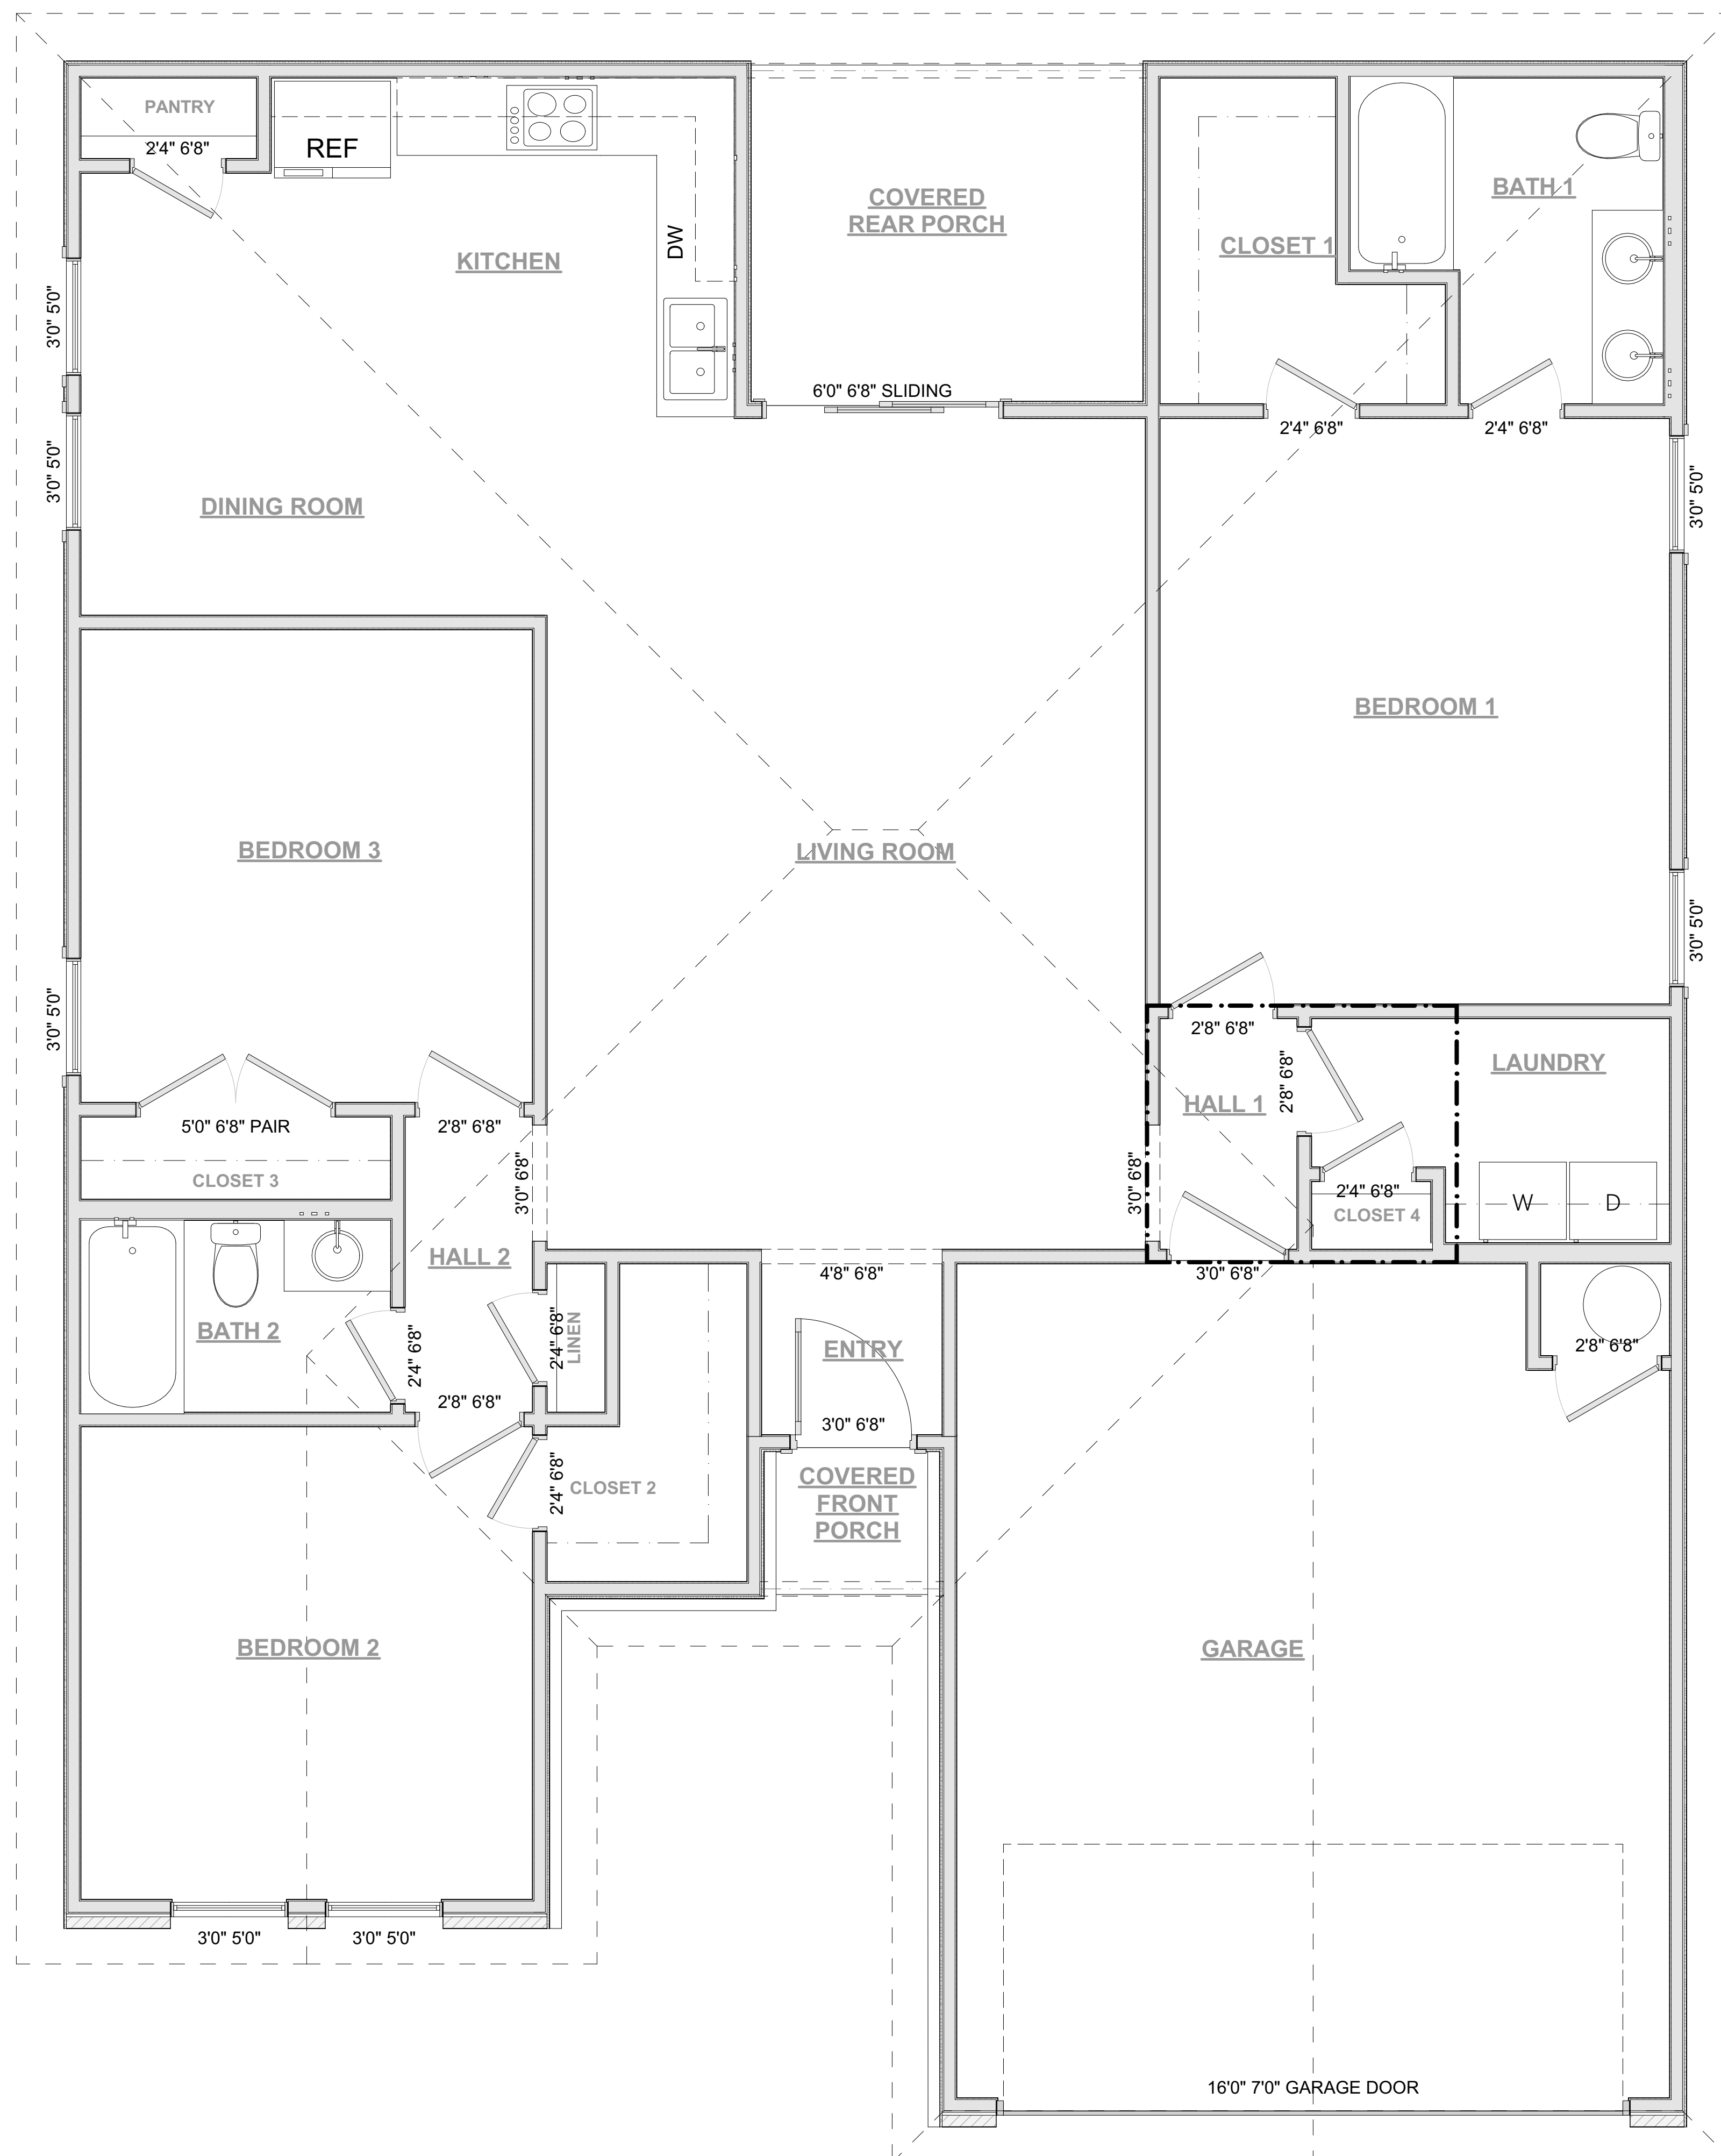 PANTRY
2'4" 6'8"
REF
KITCHEN
DW
COVERED
REAR PORCH
6'0" 6'8" SLIDING
CLOSET 1
BATH 1
2'4" 6'8"
2'4" 6'8"
3'0" 5'0"
3'0" 5'0"
3'0" 5'0"
DINING ROOM
BEDROOM 1
BEDROOM 3
LIVING ROOM
3'0" 5'0"
3'0" 5'0"
2'8" 6'8"
HALL 1
2'8" 6'8"
LAUNDRY
5'0" 6'8" PAIR
2'8" 6'8"
CLOSET 3
3'0" 6'8"
3'0" 6'8"
2'4" 6'8"
CLOSET 4
W
D
HALL 2
4'8" 6'8"
3'0" 6'8"
BATH 2
2'4" 6'8"
2'4" 6'8"
LINEN
ENTRY
2'8" 6'8"
2'8" 6'8"
3'0" 6'8"
2'4" 6'8"
CLOSET 2
COVERED
FRONT
PORCH
BEDROOM 2
GARAGE
3'0" 5'0"
3'0" 5'0"
16'0" 7'0" GARAGE DOOR